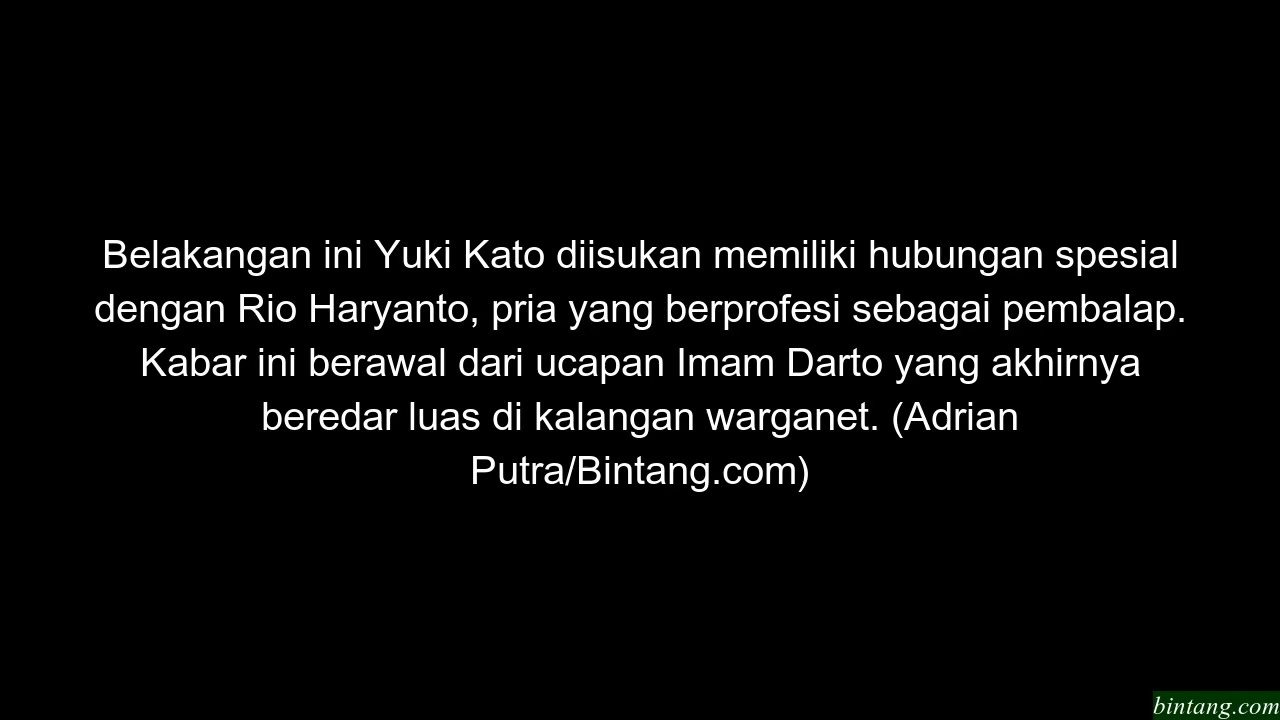 Belakangan ini Yuki Kato diisukan memiliki hubungan spesial
dengan Rio Haryanto, pria yang berprofesi sebagai pembalap.
Kabar ini berawal dari ucapan Imam Darto yang akhirnya
beredar luas di kalangan warganet. (Adrian
Putra/Bintang.com)
bintang.com